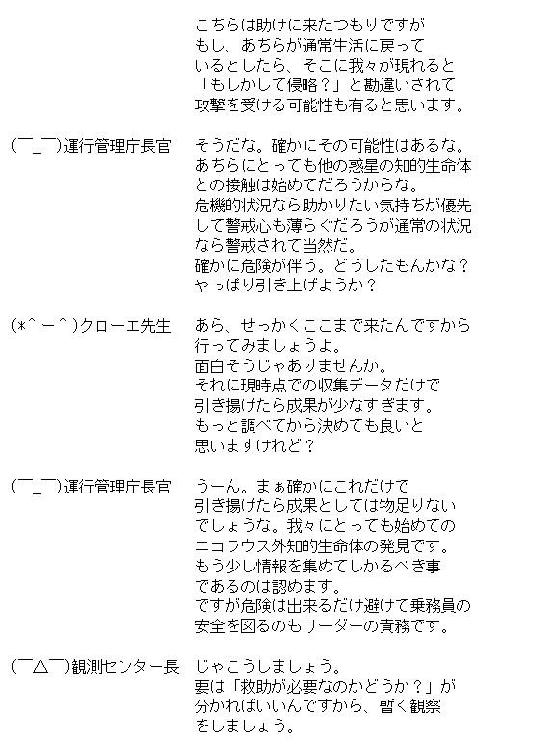 こちらは助けに来たつもりですが
もし、あちらが通常生活に戻って
いるとしたら、そこに我々が現れると
「もしかして侵略？」と勘違いされて
攻撃を受ける可能性も有ると思います。
(￣_￣)運行管理庁長官 そうだな。確かにその可能性はあるな。
あちらにとっても他の惑星の知的生命体
との接触は始めてだろうからな。
危機的状況なら助かりたい気持ちが優先
して警戒心も薄らぐだろうが通常の状況
なら警戒されて当然だ。
確かに危険が伴う。どうしたもんかな？
やっぱり引き上げようか？
(*＾ー＾)クローエ先生 あら、せっかくここまで来たんですから
行ってみましょうよ。
面白そうじゃありませんか。
それに現時点での収集データだけで
引き揚げたら成果が少なすぎます。
もっと調べてから決めても良いと
思いますけれど？
(￣_￣)運行管理庁長官 うーん。まぁ確かにこれだけで
引き揚げたら成果としては物足りない
でしょうな。我々にとっても始めての
ニコラウス外知的生命体の発見です。
もう少し情報を集めてしかるべき事
であるのは認めます。
ですが危険は出来るだけ避けて乗務員の
安全を図るのもリーダーの責務です。
(￣△￣)観測センター長 じゃこうしましょう。
要は「救助が必要なのかどうか？」が
分かればいいんですから、暫く観察
をしましょう。